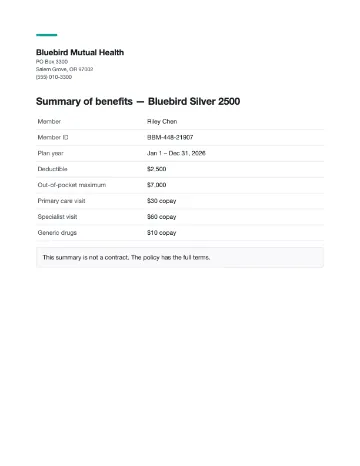 Bluebird Mutual Health
PO Box 3300
Salem Grove, OR 97002
(555) 010-3300
Summary of benefits — Bluebird Silver 2500
Member Riley Chen
Member ID BBM-448-21907
Plan year Jan 1 – Dec 31, 2026
Deductible $2,500
Out-of-pocket maximum $7,000
Primary care visit $30 copay
Specialist visit $60 copay
Generic drugs $10 copay
This summary is not a contract. The policy has the full terms.